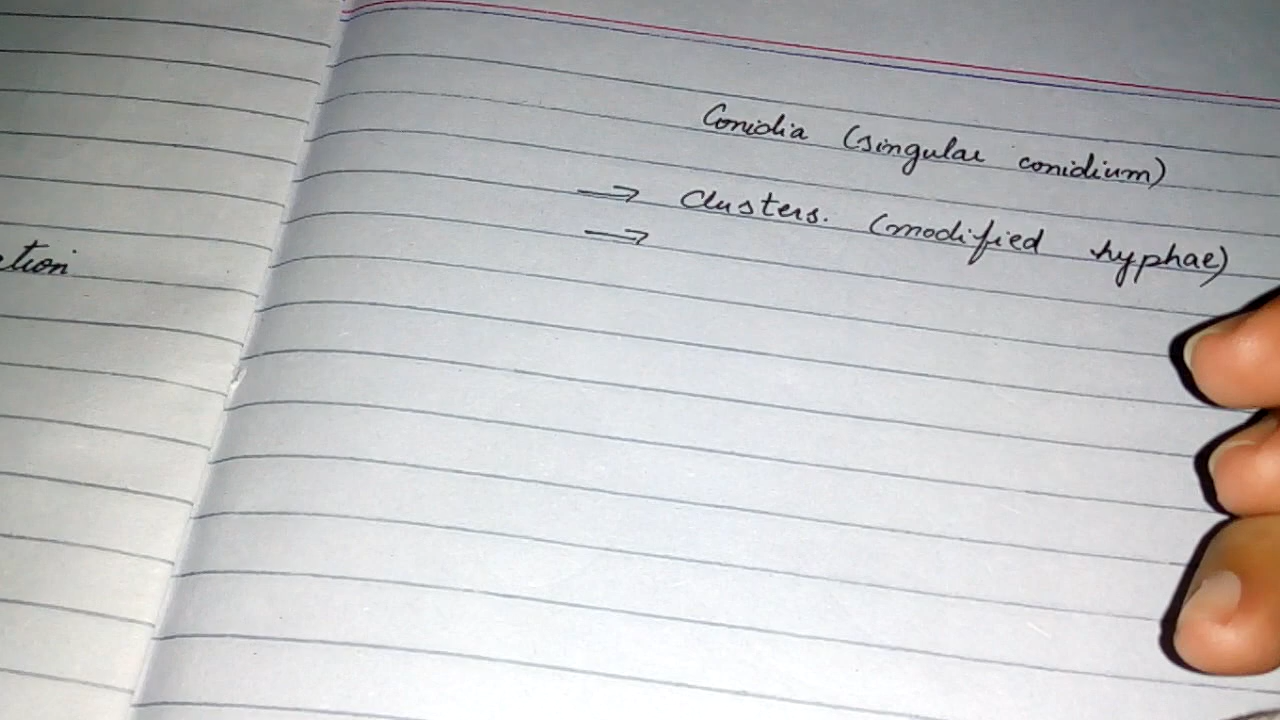 Conidia (singular conidium)
→ Clusters. (modified hyphae)
→
tion